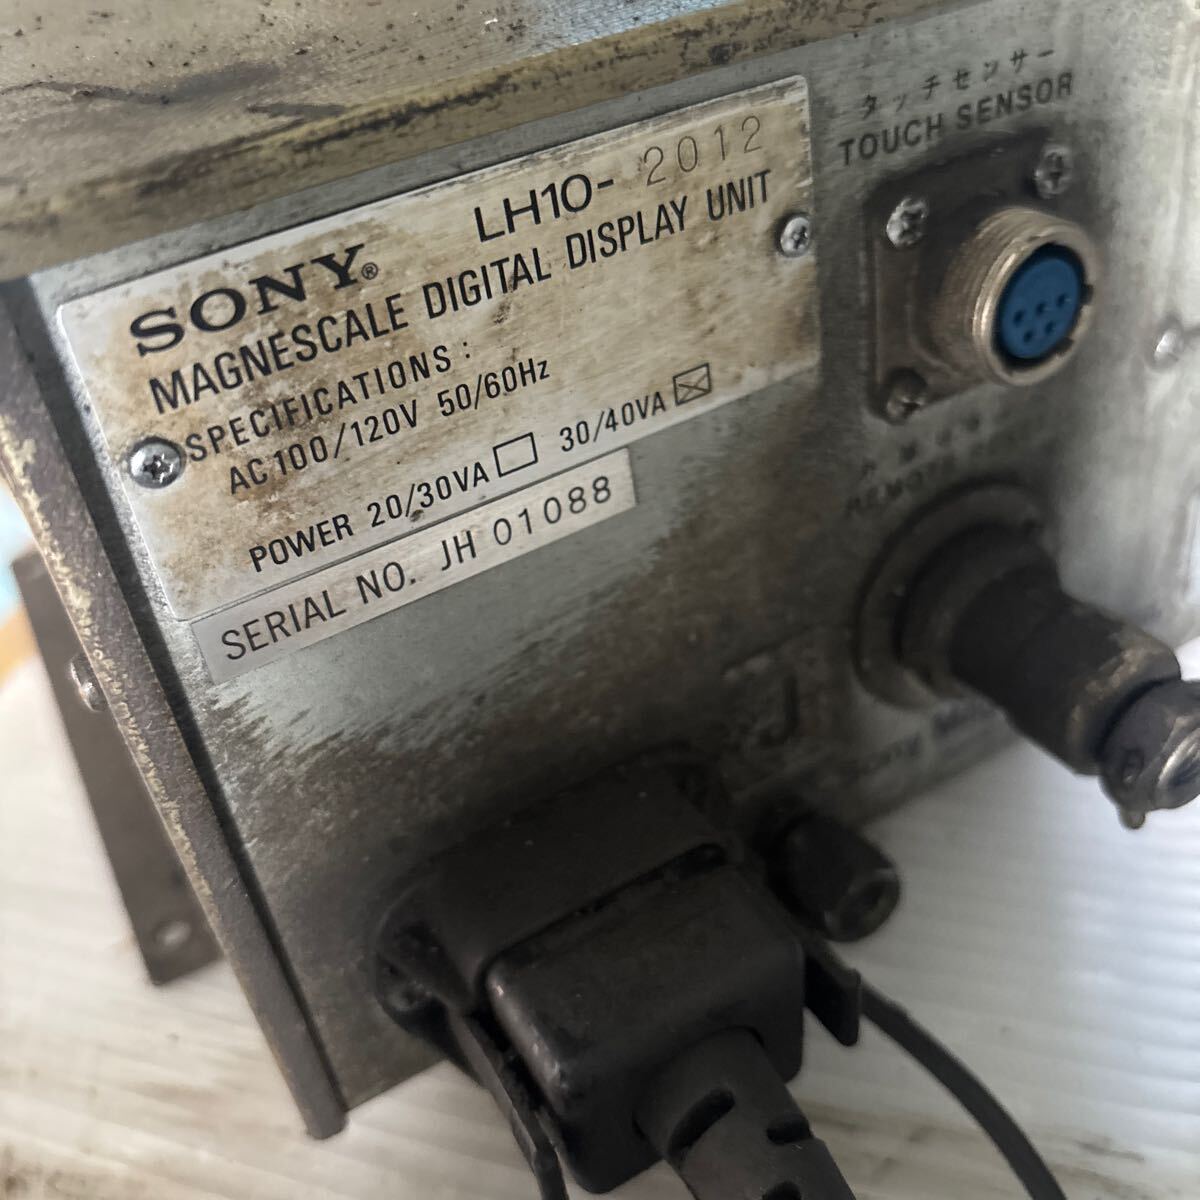 SONY® LH10-2012
MAGNESCALE DIGITAL DISPLAY UNIT
SPECIFICATIONS:
AC100/120V 50/60Hz
POWER 20/30VA 30/40VA
SERIAL NO. JH 01088
タッチセンサー
TOUCH SENSOR
REMOTE